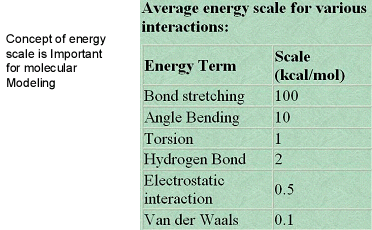 Concept of energy
scale is Important
for molecular
Modeling
Average energy scale for various
interactions:
Energy Term Scale
(kcal/mol)
Bond stretching 100
Angle Bending 10
Torsion 1
Hydrogen Bond 2
Electrostatic
interaction 0.5
Van der Waals 0.1